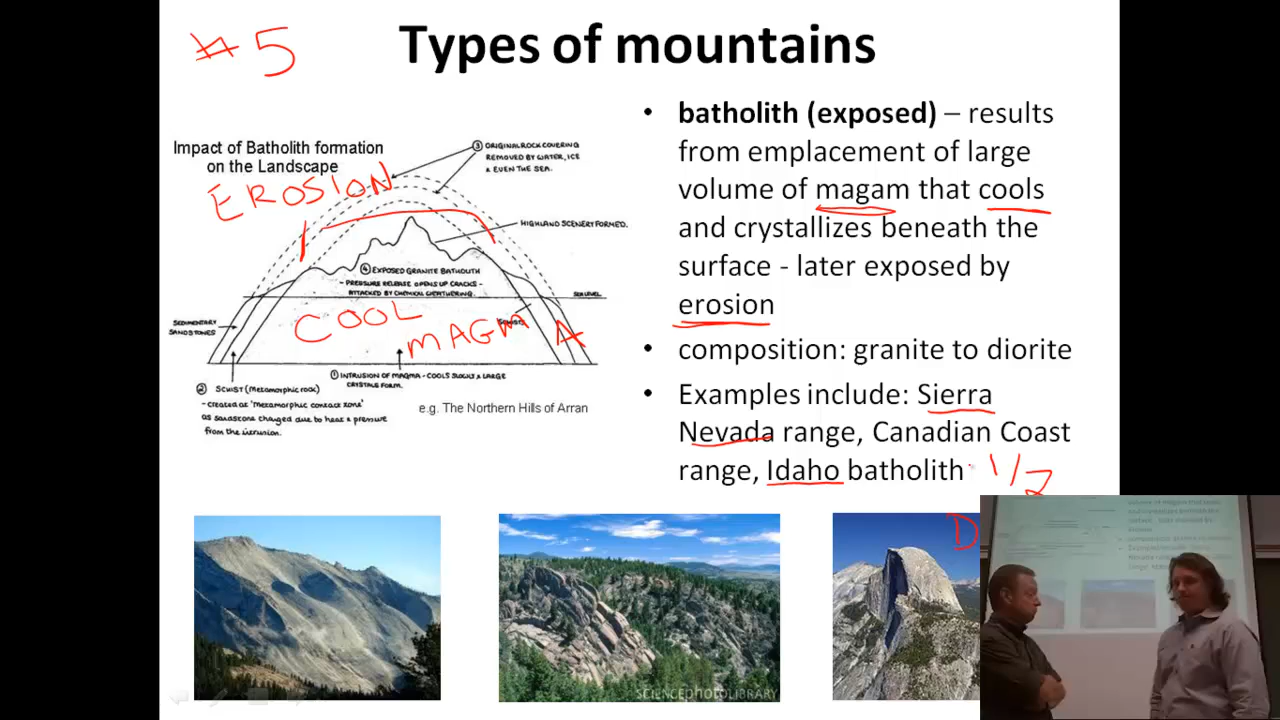 # 5
Types of mountains
Impact of Batholith formation
on the Landscape
EROSION
③ ORIGINAL ROCK COVERING
REMOVED BY WATER, ICE
& EVEN THE SEA.
HIGHLAND SCENERY FORMED.
④ EXPOSED GRANITE BATHOLITH
- PRESSURE RELEASE OPENS UP CRACKS -
ATTACKED BY CHEMICAL WEATHERING.
SEA LEVEL
SEDIMENTARY
SANDSTONES
SCHIST
COOL
MAGMA
① INTRUSION OF MAGMA - COOLS SLOWLY & LARGE
CRYSTALS FORM.
② SCHIST (Metamorphic rock)
- created at 'metamorphic contact zone'
as sandstone changed due to heat & pressure
from the intrusion.
e.g. The Northern Hills of Arran
• batholith (exposed) – results
from emplacement of large
volume of magam that cools
and crystallizes beneath the
surface - later exposed by
erosion
• composition: granite to diorite
• Examples include: Sierra
Nevada range, Canadian Coast
range, Idaho batholith
1/2
D
SCIENCEPHOTOLIBRARY